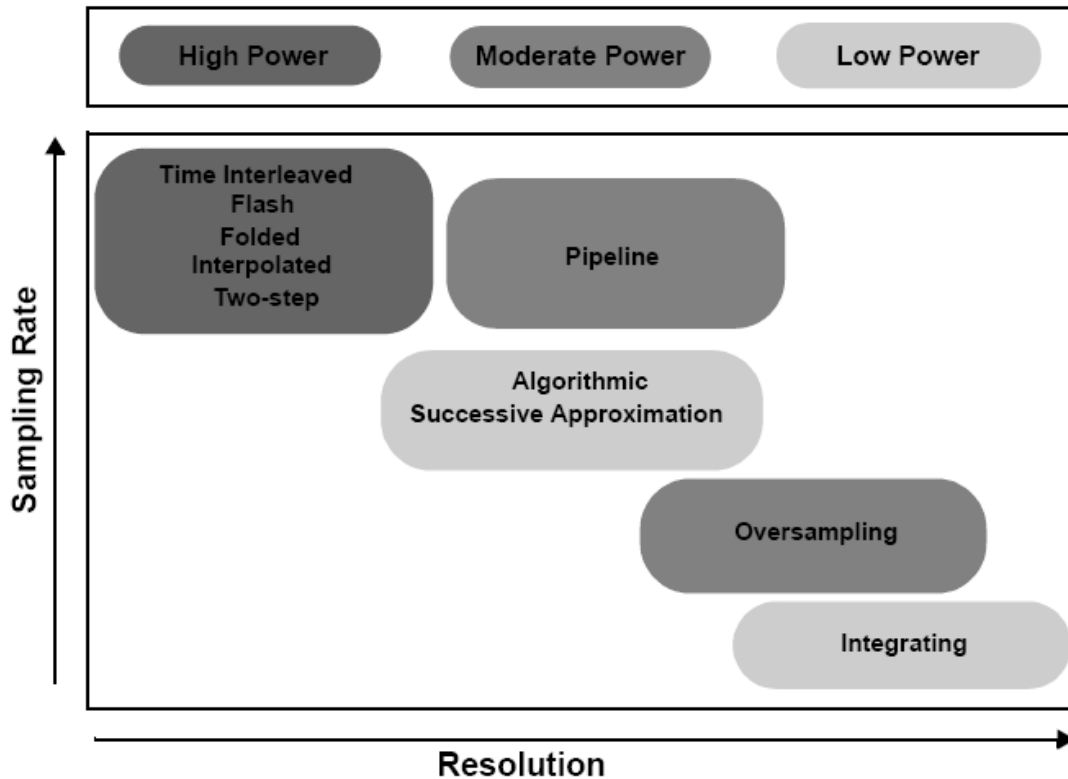 High Power
Moderate Power
Low Power
Time Interleaved
Flash
Folded
Interpolated
Two-step
Pipeline
Algorithmic
Successive Approximation
Oversampling
Integrating
Sampling Rate
Resolution